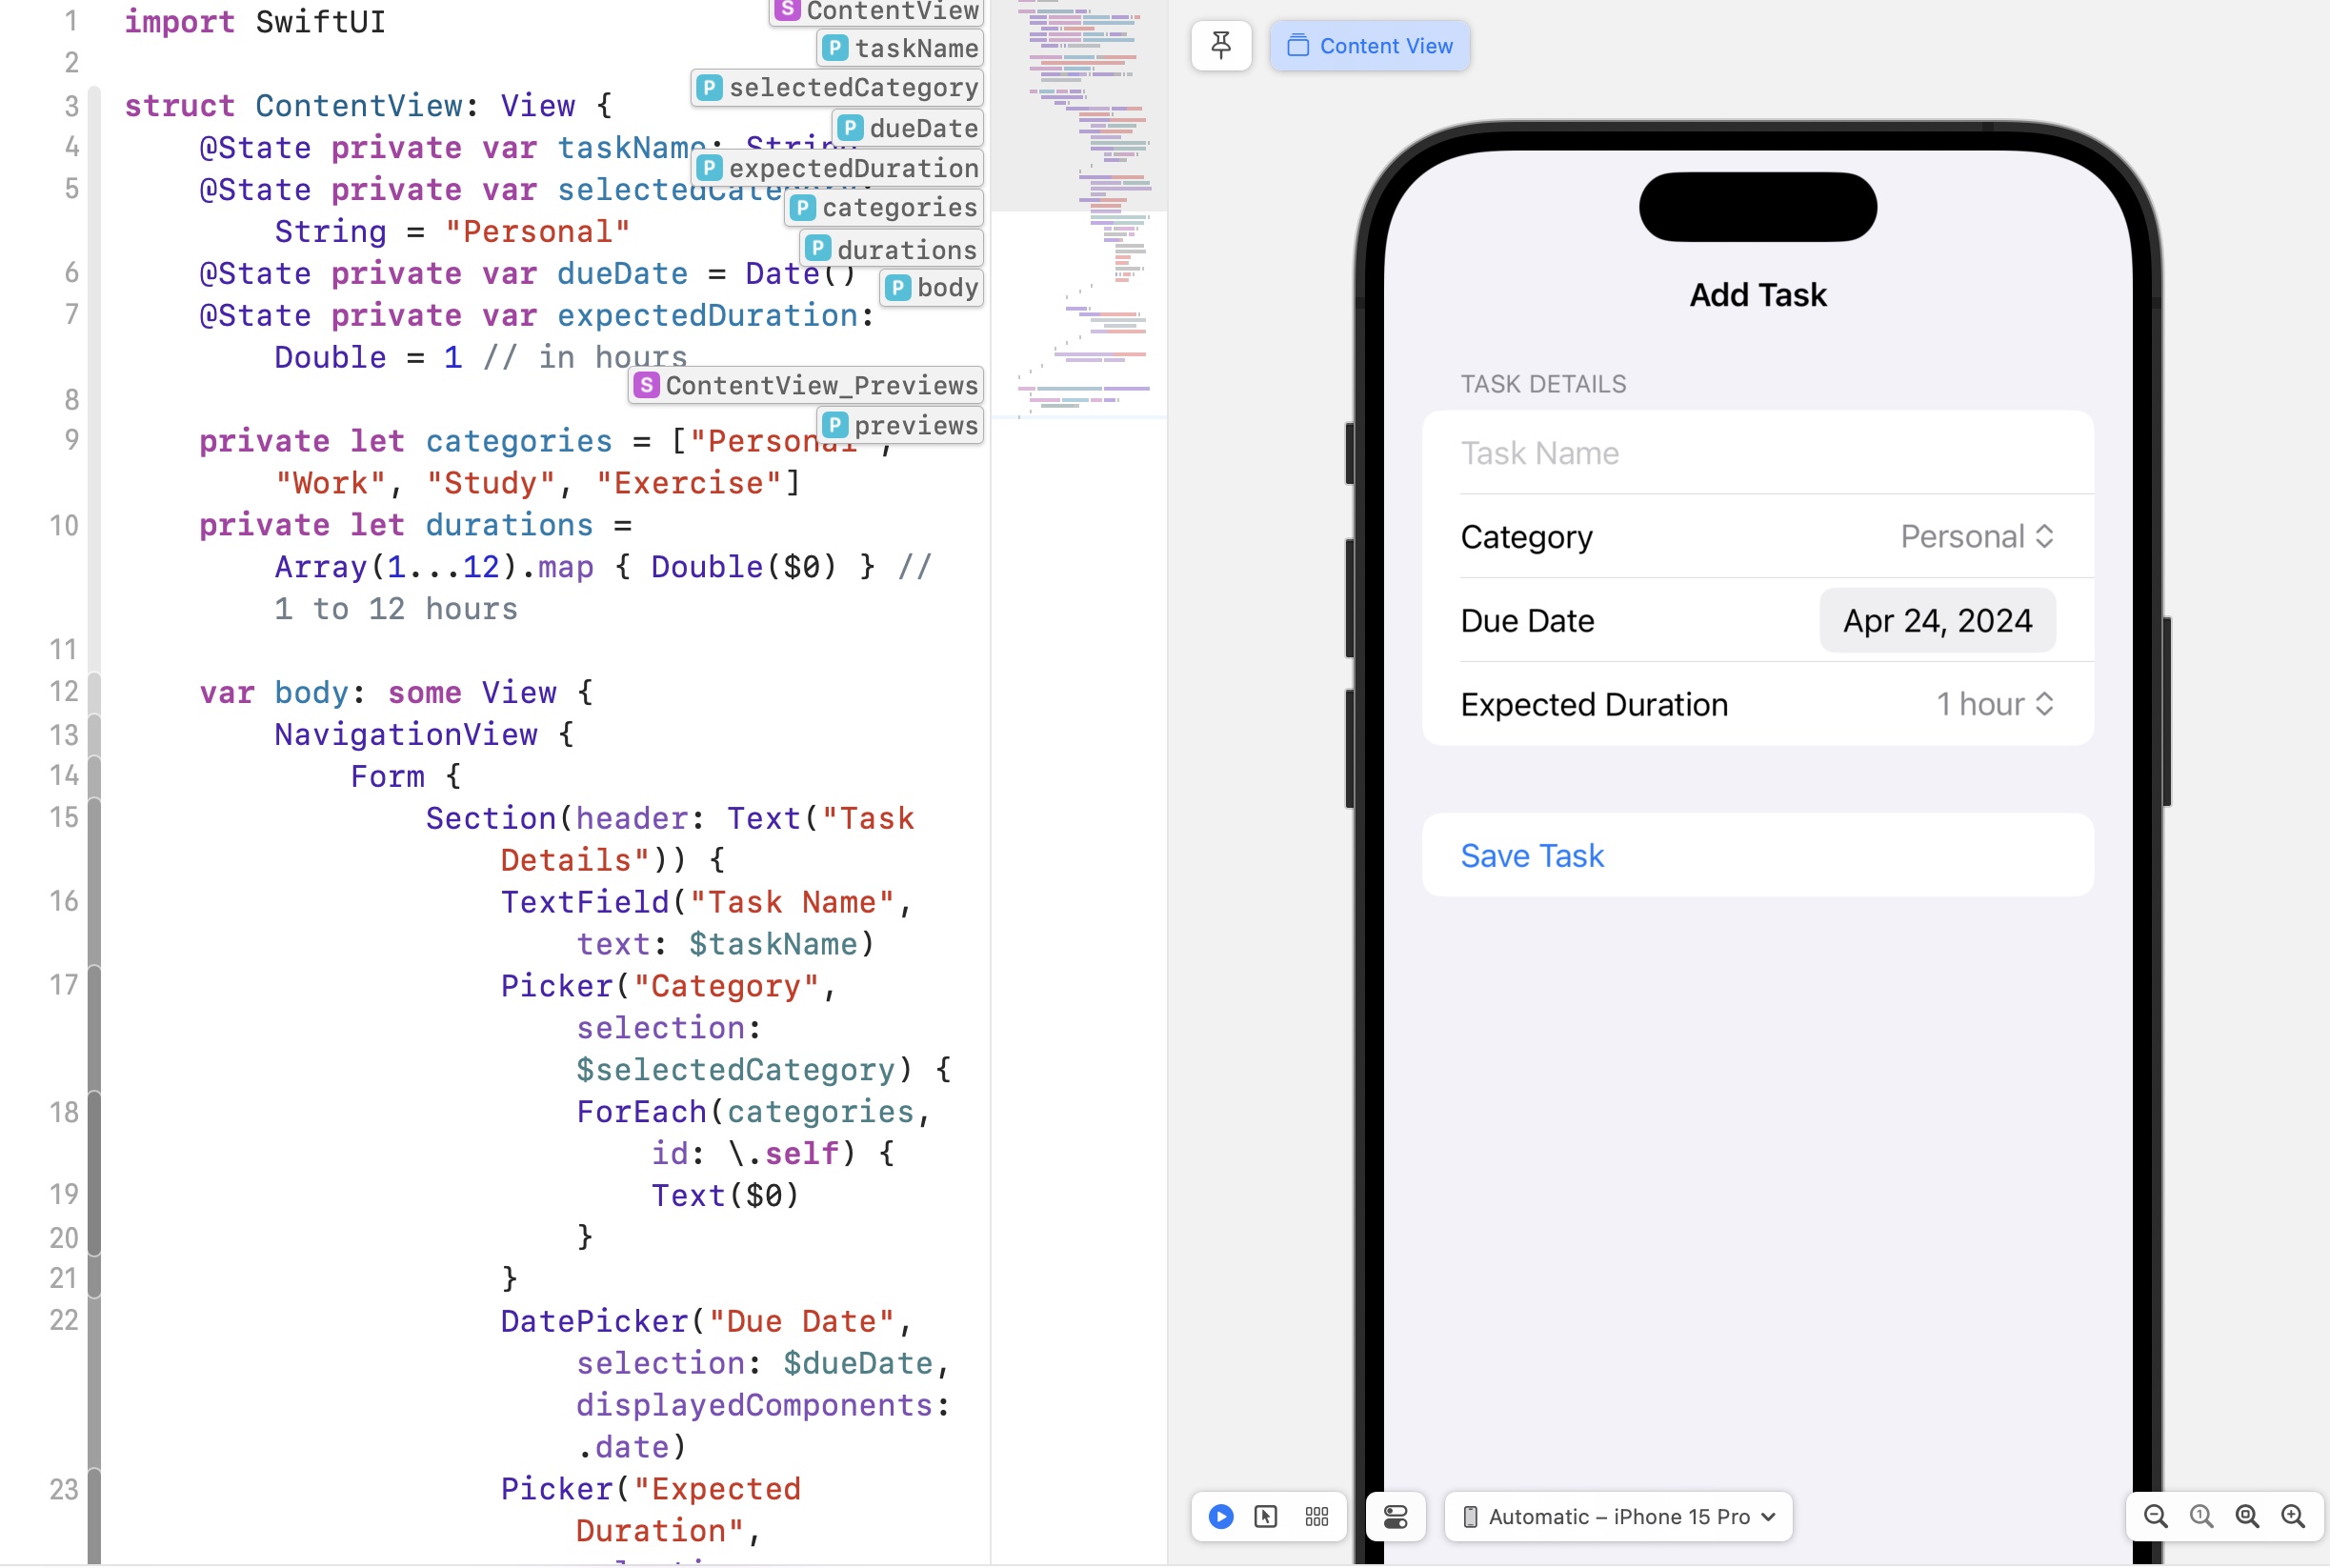 1 import SwiftUI
2
3 struct ContentView: View {
4 @State private var taskName: String
5 @State private var selectedCategory:
String = "Personal"
6 @State private var dueDate = Date()
7 @State private var expectedDuration:
Double = 1 // in hours
8
9 private let categories = ["Personal",
"Work", "Study", "Exercise"]
10 private let durations =
Array(1...12).map { Double($0) } //
1 to 12 hours
11
12 var body: some View {
13 NavigationView {
14 Form {
15 Section(header: Text("Task
Details")) {
16 TextField("Task Name",
text: $taskName)
17 Picker("Category",
selection:
$selectedCategory) {
18 ForEach(categories,
id: \.self) {
19 Text($0)
20 }
21 }
22 DatePicker("Due Date",
selection: $dueDate,
displayedComponents:
.date)
23 Picker("Expected
Duration",
S ContentView
P taskName
P selectedCategory
P dueDate
P expectedDuration
P categories
P durations
P body
S ContentView_Previews
P previews
Content View
Add Task
TASK DETAILS
Task Name
Category Personal
Due Date Apr 24, 2024
Expected Duration 1 hour
Save Task
Automatic – iPhone 15 Pro